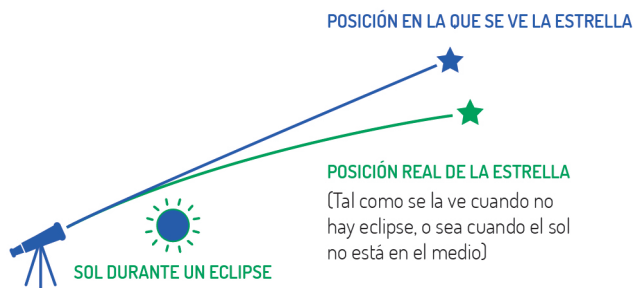 POSICIÓN EN LA QUE SE VE LA ESTRELLA
POSICIÓN REAL DE LA ESTRELLA
(Tal como se la ve cuando no
hay eclipse, o sea cuando el sol
no está en el medio)
SOL DURANTE UN ECLIPSE